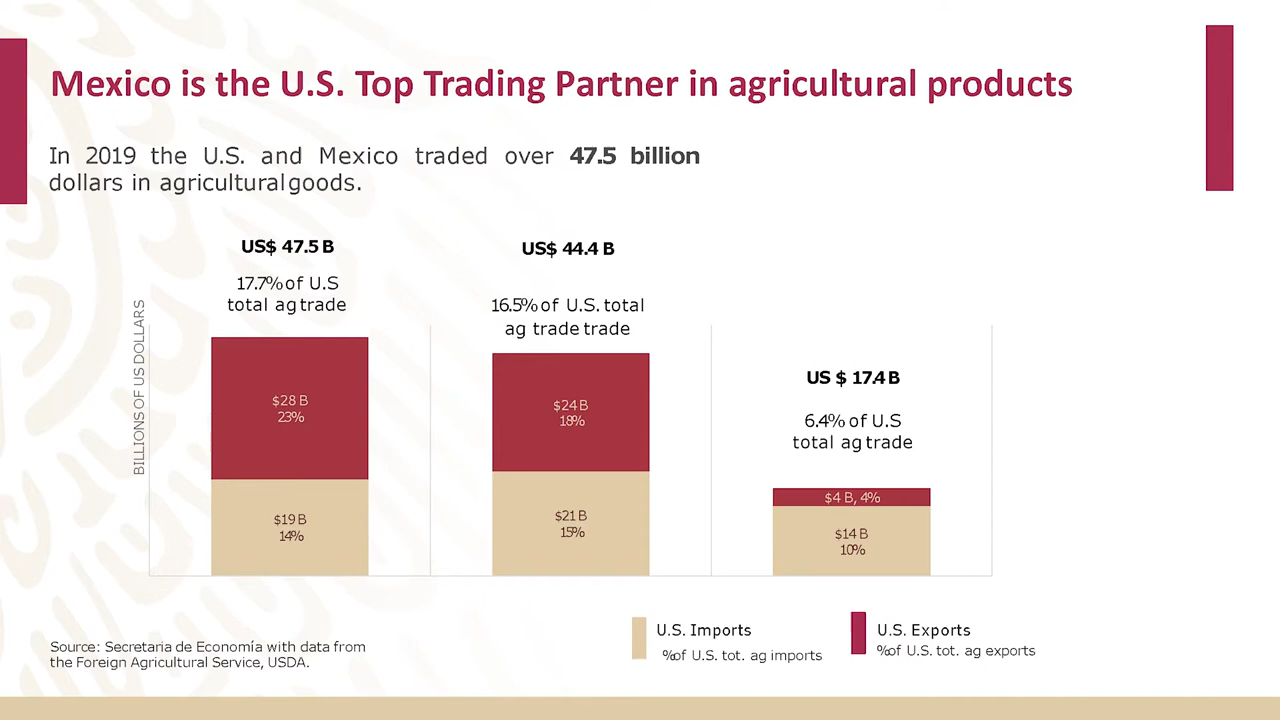 Mexico is the U.S. Top Trading Partner in agricultural products
In 2019 the U.S. and Mexico traded over 47.5 billion
dollars in agricultural goods.
US$ 47.5 B
17.7% of U.S
total ag trade
US$ 44.4 B
16.5% of U.S. total
ag trade trade
US $ 17.4 B
6.4% of U.S
total ag trade
BILLIONS OF US DOLLARS
$28 B
23%
$19 B
14%
$24 B
18%
$21 B
15%
$4 B, 4%
$14 B
10%
U.S. Imports
%of U.S. tot. ag imports
U.S. Exports
%of U.S. tot. ag exports
Source: Secretaria de Economía with data from
the Foreign Agricultural Service, USDA.